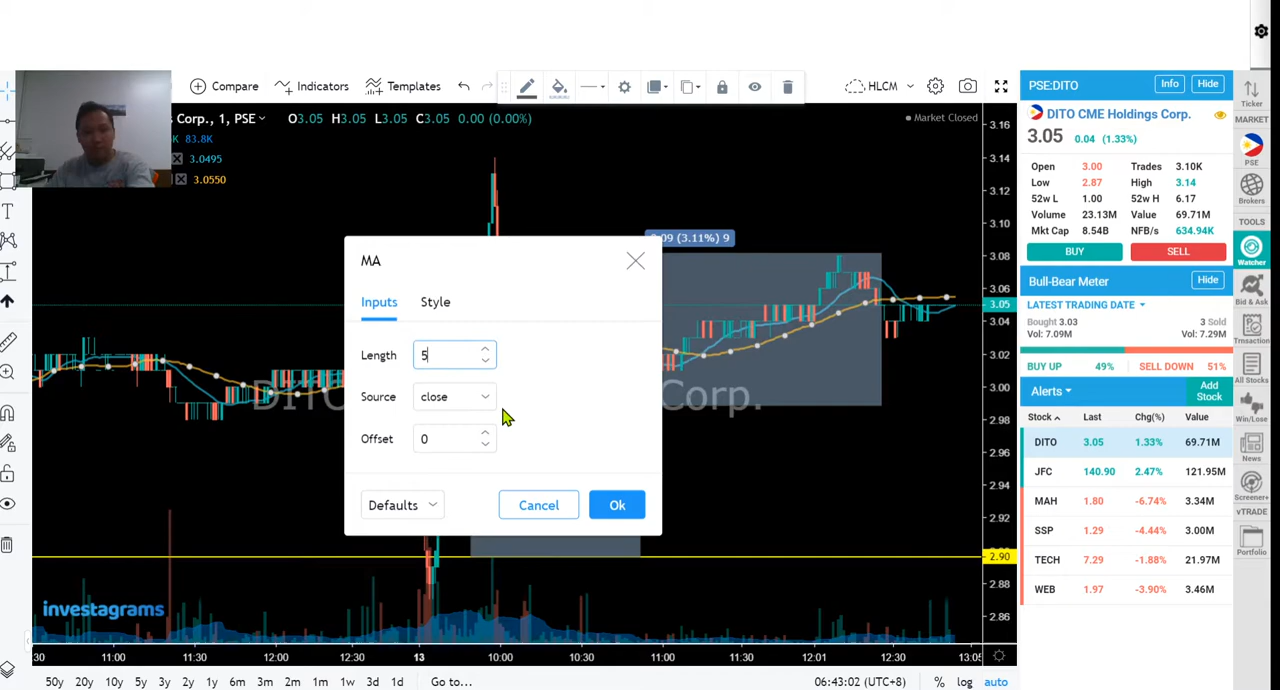 Compare
Indicators
Templates
HLCM
s Corp., 1, PSE
O3.05 H3.05 L3.05 C3.05 0.00 (0.00%)
Market Closed
83.8K
3.0495
3.0550
0.09 (3.11%) 9
MA
Inputs
Style
Length
5
Source
close
Offset
0
Defaults
Cancel
Ok
Corp.
investagrams
3.16
3.14
3.12
3.10
3.08
3.06
3.05
3.04
3.02
3.00
2.98
2.96
2.94
2.92
2.90
2.88
2.86
:30 11:00 11:30 12:00 12:30 13 10:00 10:30 11:00 11:30 12:01 12:30 13:05
50y 20y 10y 5y 3y 2y 1y 6m 3m 2m 1m 1w 3d 1d Go to...
06:43:02 (UTC+8) % log auto
PSE:DITO Info Hide
DITO CME Holdings Corp.
3.05 0.04 (1.33%)
Open 3.00 Trades 3.10K
Low 2.87 High 3.14
52w L 1.00 52w H 6.17
Volume 23.13M Value 69.71M
Mkt Cap 8.54B NFB/s 634.94K
BUY SELL
Bull-Bear Meter Hide
LATEST TRADING DATE
Bought 3.03 3 Sold
Vol: 7.09M Vol: 7.29M
BUY UP 49% SELL DOWN 51%
Alerts Add Stock
Stock Last Chg(%) Value
DITO 3.05 1.33% 69.71M
JFC 140.90 2.47% 121.95M
MAH 1.80 -6.74% 3.34M
SSP 1.29 -4.44% 3.00M
TECH 7.29 -1.88% 21.97M
WEB 1.97 -3.90% 3.46M
Ticker
MARKET
PSE
Brokers
TOOLS
Watcher
Bid & Ask
Trnsaction
All Stocks
Win/Lose
News
Screener+
vTRADE
Portfolio